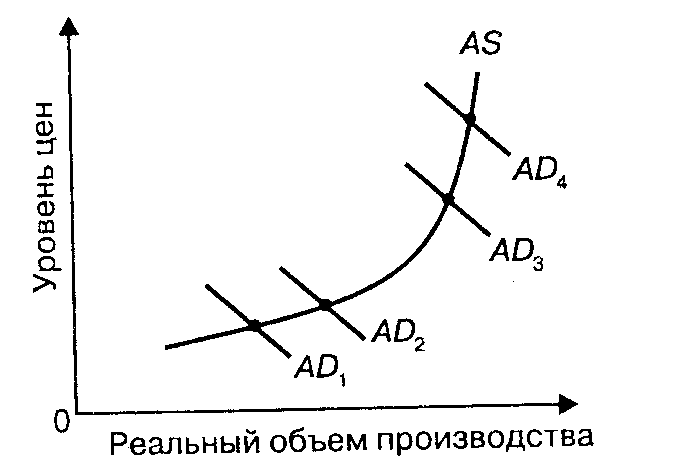 AS
Уровень цен
AD4
AD3
AD2
AD1
0
Реальный объем производства